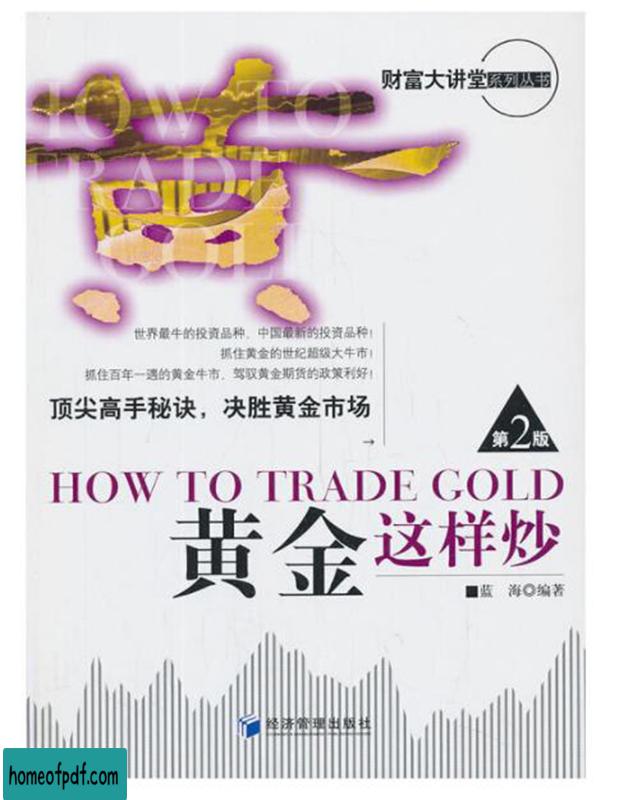 财富大讲堂系列丛书
黄
HOW TO
TRADE
GOLD
世界最牛的投资品种、中国最新的投资品种!
抓住黄金的世纪超级大牛市!
抓住百年一遇的黄金牛市、驾驭黄金期货的政策利好!
顶尖高手秘诀，决胜黄金市场
→
第2版
HOW TO TRADE GOLD
黄金这样炒
■蓝 海◎编著
经济管理出版社
homeofpdf.com